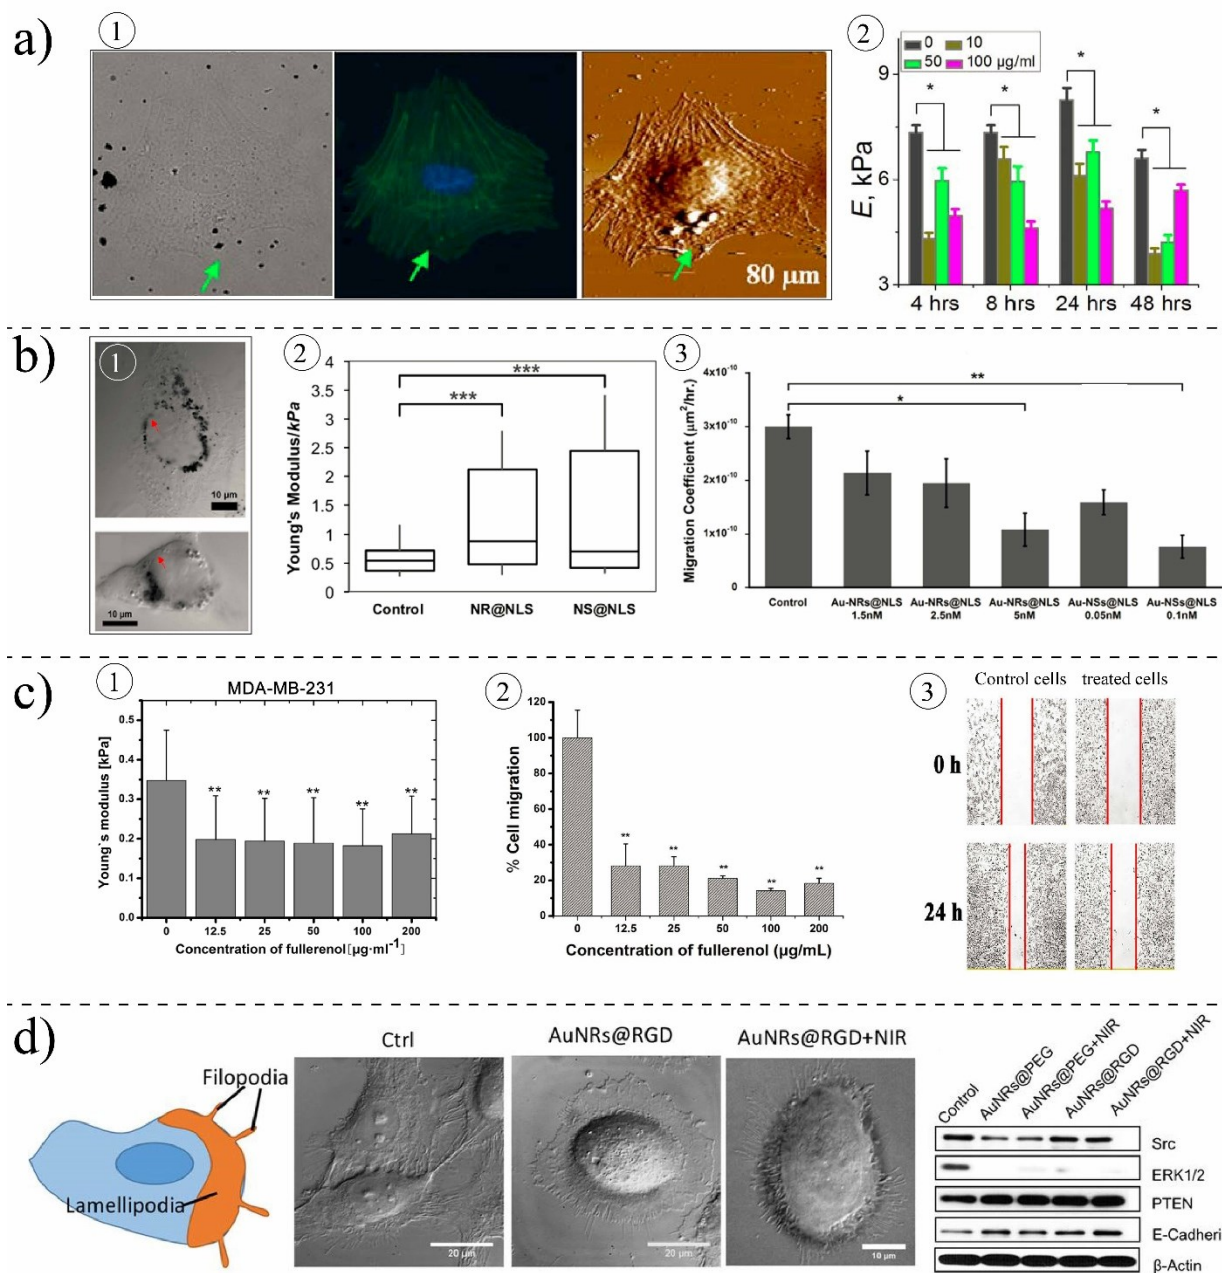 a)
1
80 μm
2
0
10
50
100 μg/ml
*
*
*
*
9
6
3
E, kPa
4 hrs
8 hrs
24 hrs
48 hrs
b)
1
10 μm
10 μm
2
4
3.5
3
2.5
2
1.5
1
0.5
0
Young's Modulus/kPa
***
***
Control
NR@NLS
NS@NLS
3
4x10⁻¹⁰
3x10⁻¹⁰
2x10⁻¹⁰
1x10⁻¹⁰
0
Migration Coefficient (μm²/hr.)
**
*
Control
Au-NRs@NLS 1.5nM
Au-NRs@NLS 2.5nM
Au-NRs@NLS 5nM
Au-NSs@NLS 0.05nM
Au-NSs@NLS 0.1nM
c)
1
MDA-MB-231
0.5
0.4
0.3
0.2
0.1
0.0
Young`s modulus [kPa]
** ** ** ** **
0 12.5 25 50 100 200
Concentration of fullerenol [μg·ml⁻¹]
2
120
100
80
60
40
20
0
% Cell migration
** ** ** ** **
0 12.5 25 50 100 200
Concentration of fullerenol (μg/mL)
3
Control cells
treated cells
0 h
24 h
d)
Filopodia
Lamellipodia
Ctrl
20 μm
AuNRs@RGD
20 μm
AuNRs@RGD+NIR
10 μm
Control
AuNRs@PEG
AuNRs@PEG+NIR
AuNRs@RGD
AuNRs@RGD+NIR
Src
ERK1/2
PTEN
E-Cadheri
β-Actin